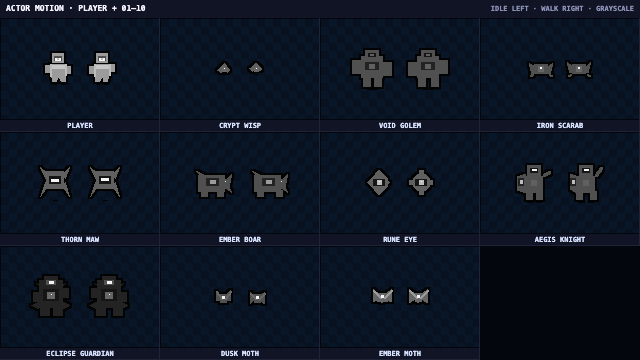 ACTOR MOTION · PLAYER + 01–10
IDLE LEFT · WALK RIGHT · GRAYSCALE
PLAYER
CRYPT WISP
VOID GOLEM
IRON SCARAB
THORN MAW
EMBER BOAR
RUNE EYE
AEGIS KNIGHT
ECLIPSE GUARDIAN
DUSK MOTH
EMBER MOTH